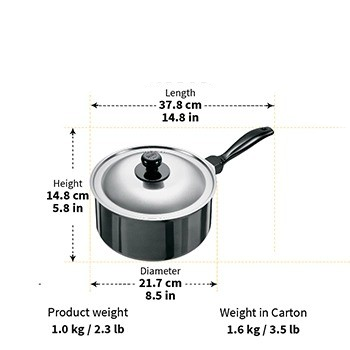 Length
37.8 cm
14.8 in
Height
14.8 cm
5.8 in
Diameter
21.7 cm
8.5 in
Product weight
1.0 kg / 2.3 lb
Weight in Carton
1.6 kg / 3.5 lb